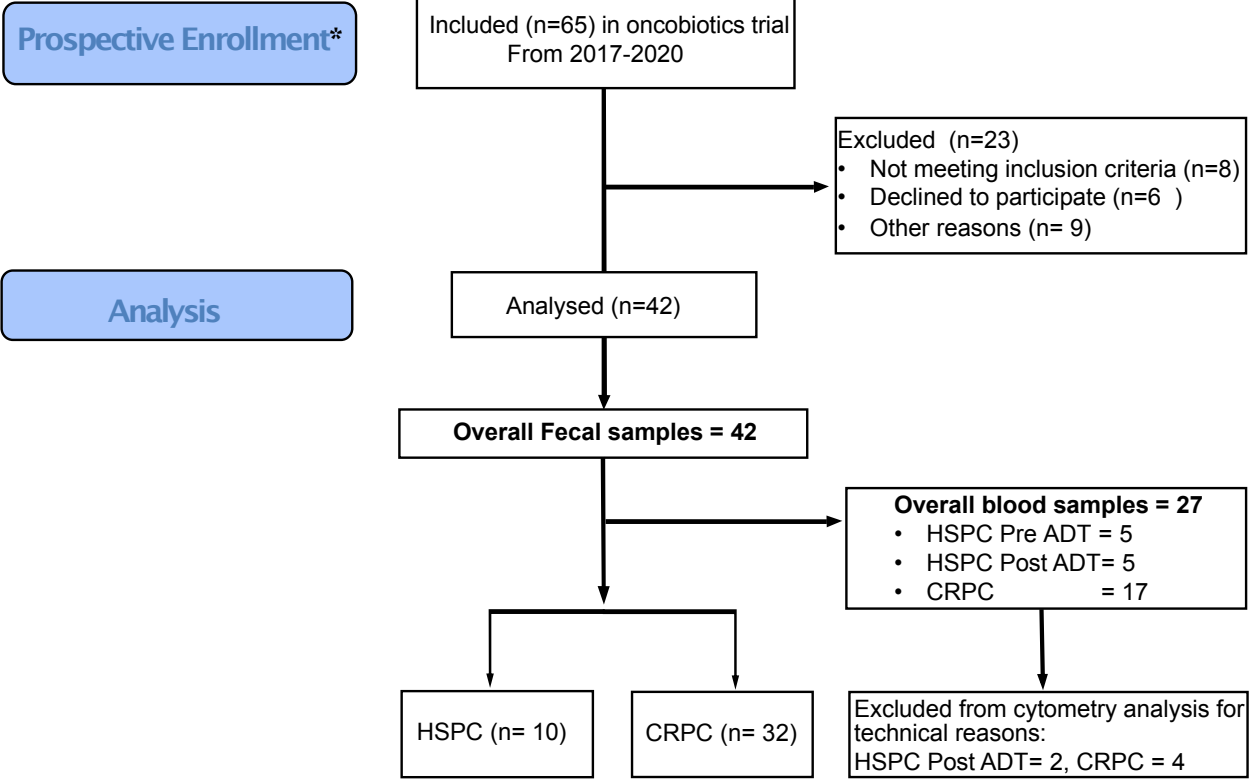 Prospective Enrollment*
Included (n=65) in oncobiotics trial
From 2017-2020
Excluded (n=23)
• Not meeting inclusion criteria (n=8)
• Declined to participate (n=6 )
• Other reasons (n= 9)
Analysis
Analysed (n=42)
Overall Fecal samples = 42
Overall blood samples = 27
• HSPC Pre ADT = 5
• HSPC Post ADT= 5
• CRPC = 17
HSPC (n= 10)
CRPC (n= 32)
Excluded from cytometry analysis for
technical reasons:
HSPC Post ADT= 2, CRPC = 4